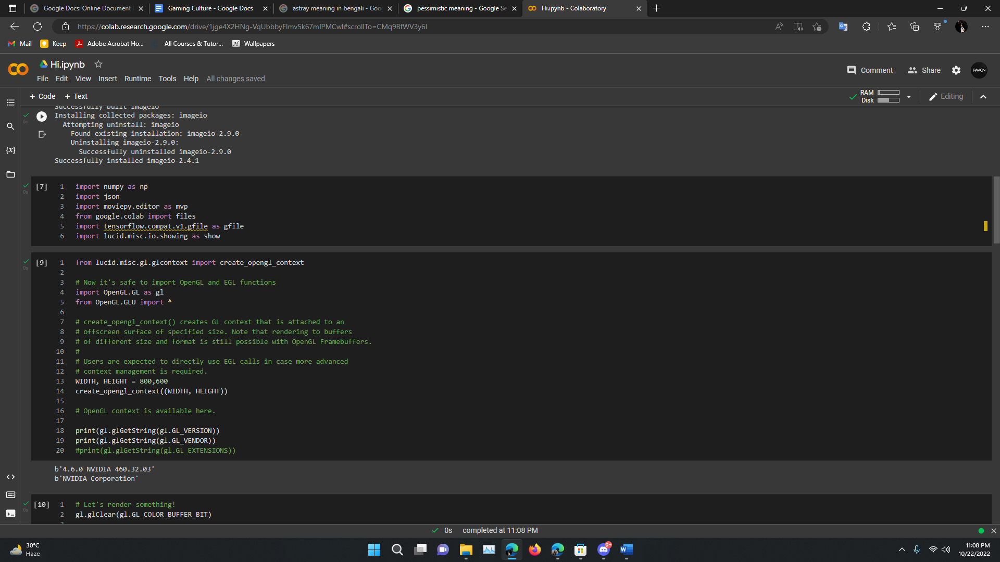 Google Docs: Online Document
Gaming Culture - Google Docs
astray meaning in bengali - Goo
pessimistic meaning - Google Se
Hi.ipynb - Colaboratory
https://colab.research.google.com/drive/1jge4X2HNg-VqUbbbyFlmv5k67mIPMCwl#scrollTo=CMq9BfWV3y6I
Mail
Keep
Adobe Acrobat Ho...
All Courses & Tutor...
Wallpapers
Hi.ipynb
File Edit View Insert Runtime Tools Help All changes saved
Comment
Share
RAVEN
+ Code + Text
RAM
Disk
Editing
Successfully built imageio
6s
Installing collected packages: imageio
Attempting uninstall: imageio
Found existing installation: imageio 2.9.0
Uninstalling imageio-2.9.0:
Successfully uninstalled imageio-2.9.0
Successfully installed imageio-2.4.1
{x}
0s
[7]
1 import numpy as np
2 import json
3 import moviepy.editor as mvp
4 from google.colab import files
5 import tensorflow.compat.v1.gfile as gfile
6 import lucid.misc.io.showing as show
0s
[9]
1 from lucid.misc.gl.glcontext import create_opengl_context
2
3 # Now it's safe to import OpenGL and EGL functions
4 import OpenGL.GL as gl
5 from OpenGL.GLU import *
6
7 # create_opengl_context() creates GL context that is attached to an
8 # offscreen surface of specified size. Note that rendering to buffers
9 # of different size and format is still possible with OpenGL Framebuffers.
10 #
11 # Users are expected to directly use EGL calls in case more advanced
12 # context management is required.
13 WIDTH, HEIGHT = 800,600
14 create_opengl_context((WIDTH, HEIGHT))
15
16 # OpenGL context is available here.
17
18 print(gl.glGetString(gl.GL_VERSION))
19 print(gl.glGetString(gl.GL_VENDOR))
20 #print(gl.glGetString(gl.GL_EXTENSIONS))
b'4.6.0 NVIDIA 460.32.03'
b'NVIDIA Corporation'
0s
[10]
1 # Let's render something!
2 gl.glClear(gl.GL_COLOR_BUFFER_BIT)
0s completed at 11:08 PM
30°C
Haze
9+
11:08 PM
10/22/2022